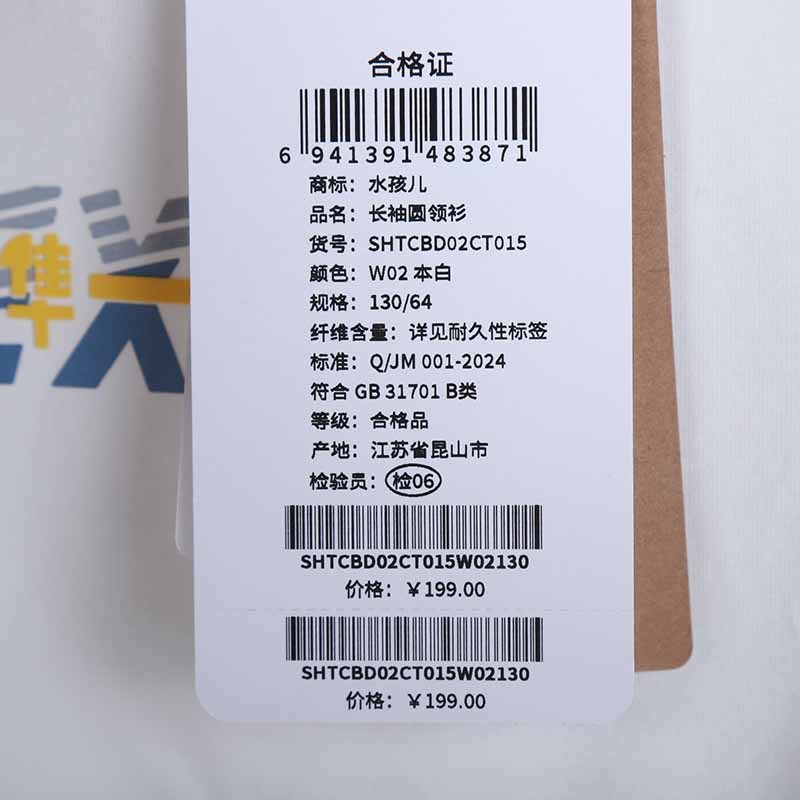 合格证
6 941391 483871
商标：水孩儿
品名：长袖圆领衫
货号：SHTCBD02CT015
颜色：W02 本白
规格：130/64
纤维含量：详见耐久性标签
标准：Q/JM 001-2024
符合 GB 31701 B类
等级：合格品
产地：江苏省昆山市
检验员：检06
SHTCBD02CT015W02130
价格：￥199.00
SHTCBD02CT015W02130
价格：￥199.00